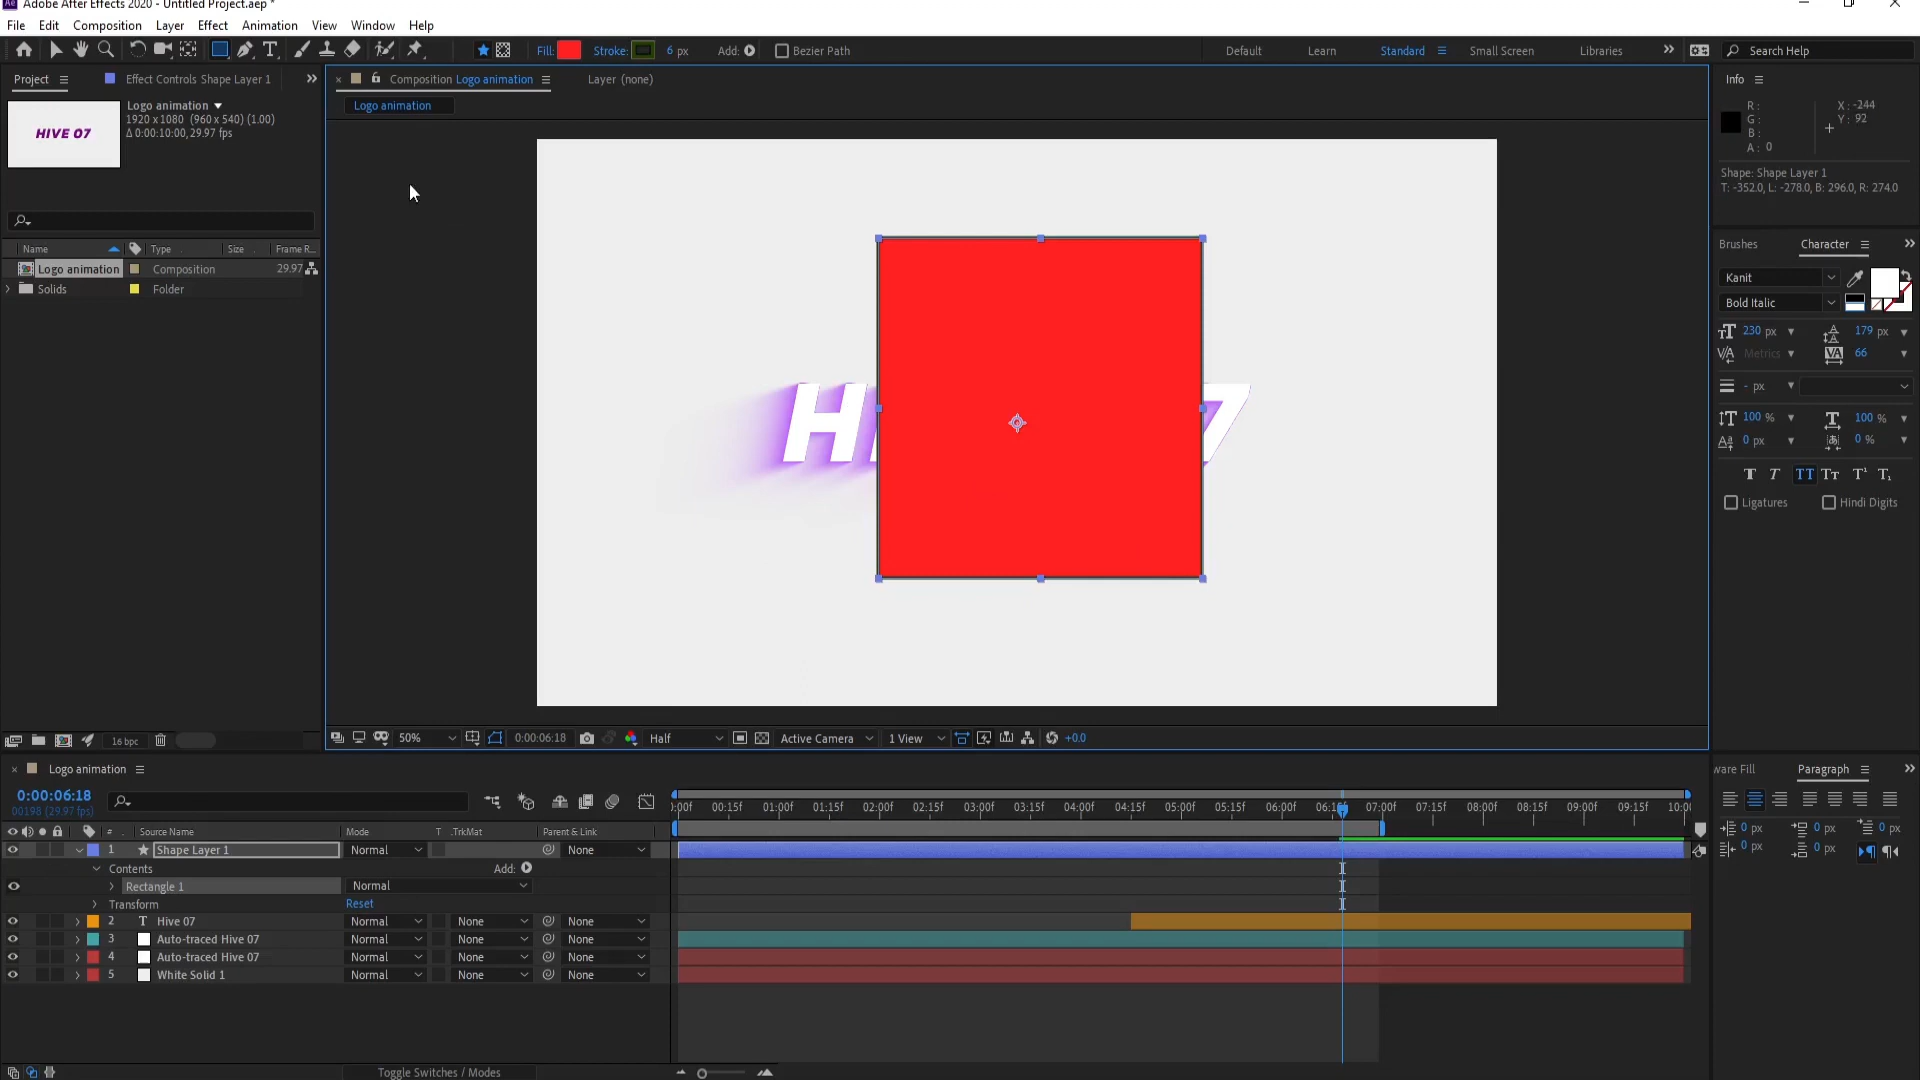 Adobe After Effects 2020 - Untitled Project.aep *
File Edit Composition Layer Effect Animation View Window Help
Fill: Stroke: 6 px Add: Bezier Path Default Learn Standard Small Screen Libraries Search Help
Project Effect Controls Shape Layer 1 Composition Logo animation Layer (none) Info
Logo animation
1920 x 1080 (960 x 540) (1.00)
Δ 0:00:10:00, 29.97 fps
HIVE 07
Logo animation
R:
G:
B:
A: 0
X: -244
Y: 92
Shape: Shape Layer 1
T: -352.0, L: -278.0, B: 296.0, R: 274.0
Name Type Size Frame R...
Logo animation Composition 29.97
Solids Folder
Brushes Character
Kanit
Bold Italic
230 px 179 px
Metrics 66
- px
100 % 100 %
0 px 0 %
Ligatures Hindi Digits
16 bpc
50% 0:00:06:18 Half Active Camera 1 View +0.0
Logo animation
0:00:06:18
00198 (29.97 fps)
:00f 00:15f 01:00f 01:15f 02:00f 02:15f 03:00f 03:15f 04:00f 04:15f 05:00f 05:15f 06:00f 06:15f 07:00f 07:15f 08:00f 08:15f 09:00f 09:15f 10:00
# Source Name Mode T .TrkMat Parent & Link
1 Shape Layer 1 Normal None
Contents Add:
Rectangle 1 Normal
Transform Reset
2 T Hive 07 Normal None None
3 Auto-traced Hive 07 Normal None None
4 Auto-traced Hive 07 Normal None None
5 White Solid 1 Normal None None
Toggle Switches / Modes
ware Fill Paragraph
0 px 0 px 0 px
0 px 0 px